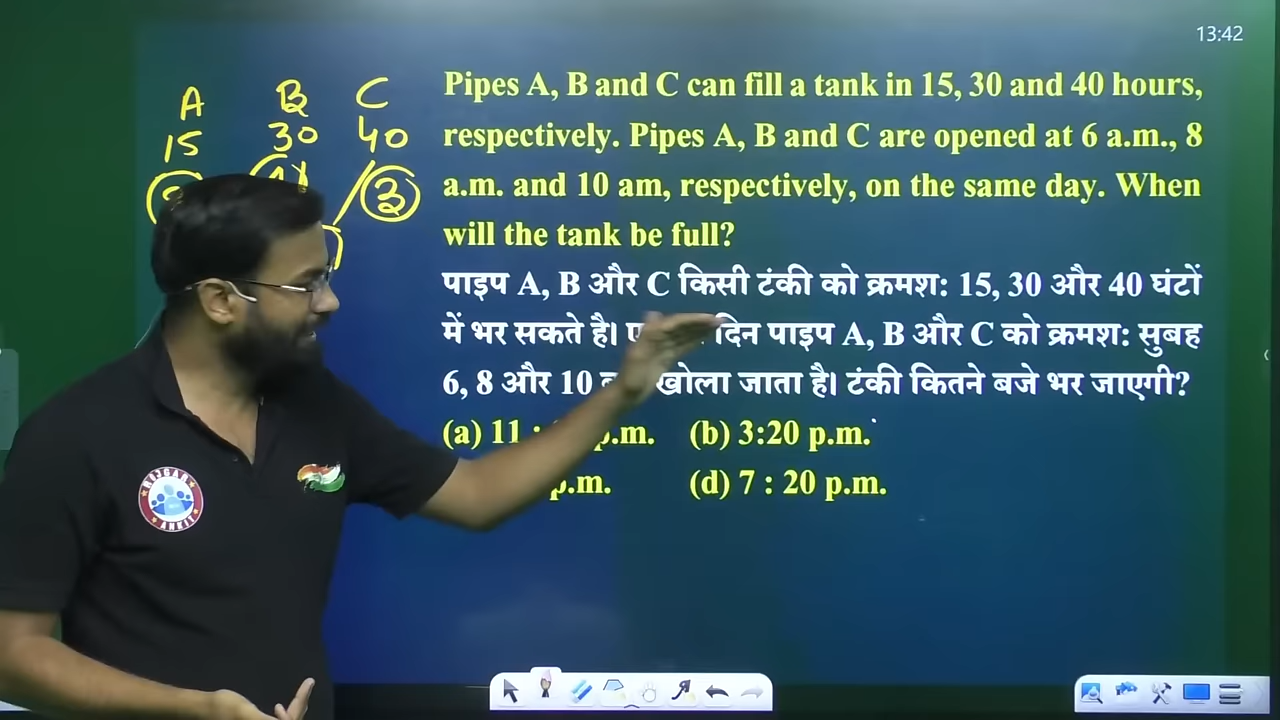 13:42
A B C
15 30 40
3
Pipes A, B and C can fill a tank in 15, 30 and 40 hours,
respectively. Pipes A, B and C are opened at 6 a.m., 8
a.m. and 10 am, respectively, on the same day. When
will the tank be full?
पाइप A, B और C किसी टंकी को क्रमश: 15, 30 और 40 घंटों
में भर सकते है। दिन पाइप A, B और C को क्रमश: सुबह
6, 8 और 10 खोला जाता है। टंकी कितने बजे भर जाएगी?
(a) 11 : p.m. (b) 3:20 p.m.
p.m. (d) 7 : 20 p.m.
ROJGAR
ANKIT